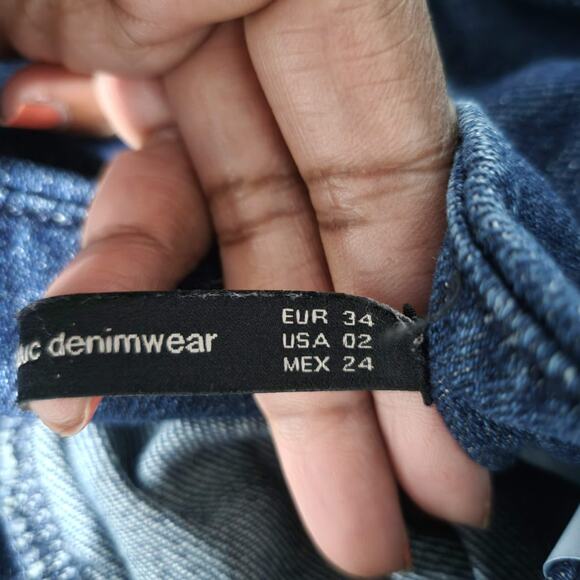 denimwear
EUR 34
USA 02
MEX 24